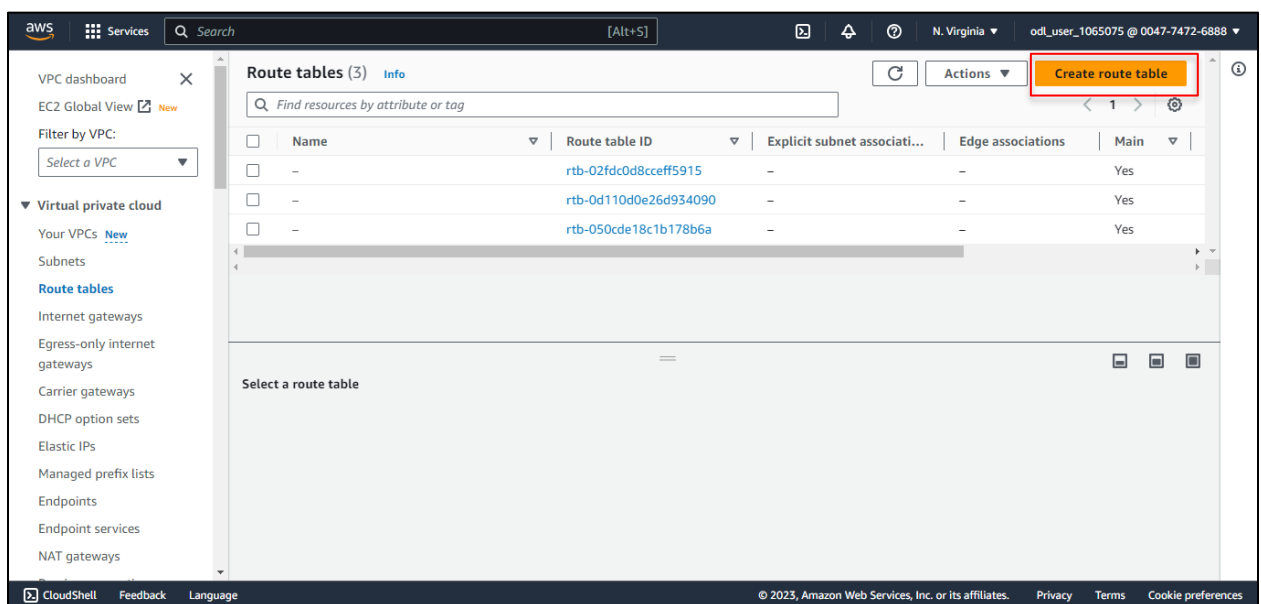 aws Services Search [Alt+S] N. Virginia odl_user_1065075 @ 0047-7472-6888
VPC dashboard
EC2 Global View New
Filter by VPC:
Select a VPC
Virtual private cloud
Your VPCs New
Subnets
Route tables
Internet gateways
Egress-only internet
gateways
Carrier gateways
DHCP option sets
Elastic IPs
Managed prefix lists
Endpoints
Endpoint services
NAT gateways
Route tables (3) Info Actions Create route table
Find resources by attribute or tag 1
Name Route table ID Explicit subnet associati... Edge associations Main
– rtb-02fdc0d8cceff5915 – – Yes
– rtb-0d110d0e26d934090 – – Yes
– rtb-050cde18c1b178b6a – – Yes
Select a route table
CloudShell Feedback Language © 2023, Amazon Web Services, Inc. or its affiliates. Privacy Terms Cookie preferences